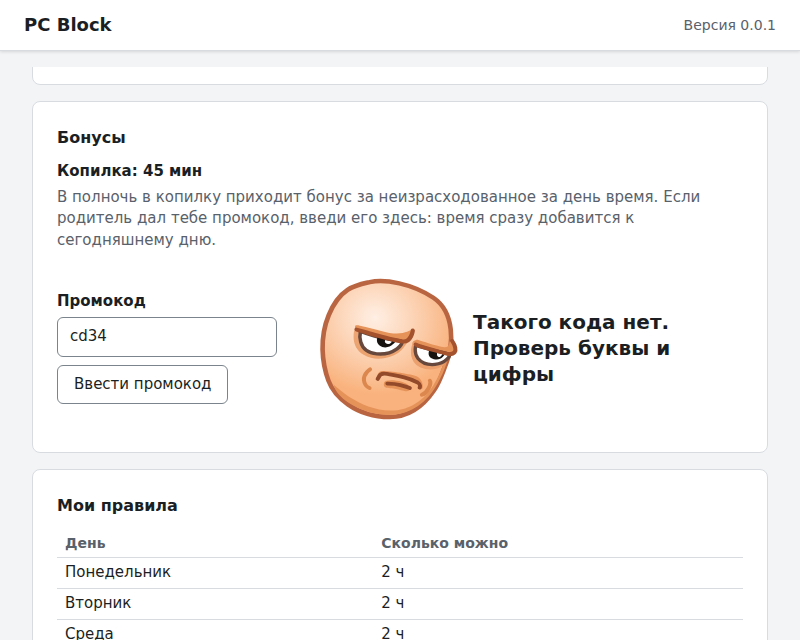 PC Block
Версия 0.0.1
Бонусы
Копилка: 45 мин
В полночь в копилку приходит бонус за неизрасходованное за день время. Если
родитель дал тебе промокод, введи его здесь: время сразу добавится к
сегодняшнему дню.
Промокод
cd34
Ввести промокод
Такого кода нет.
Проверь буквы и
цифры
Мои правила
День Сколько можно
Понедельник 2 ч
Вторник 2 ч
Среда 2 ч